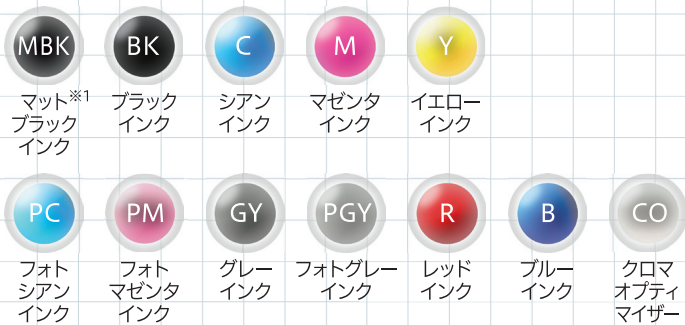 MBK BK C M Y
マット※1 ブラック シアン マゼンタ イエロー
ブラック インク インク インク インク
インク
PC PM GY PGY R B CO
フォト フォト グレー フォトグレー レッド ブルー クロマ
シアン マゼンタ インク インク インク インク オプティ
インク インク マイザー